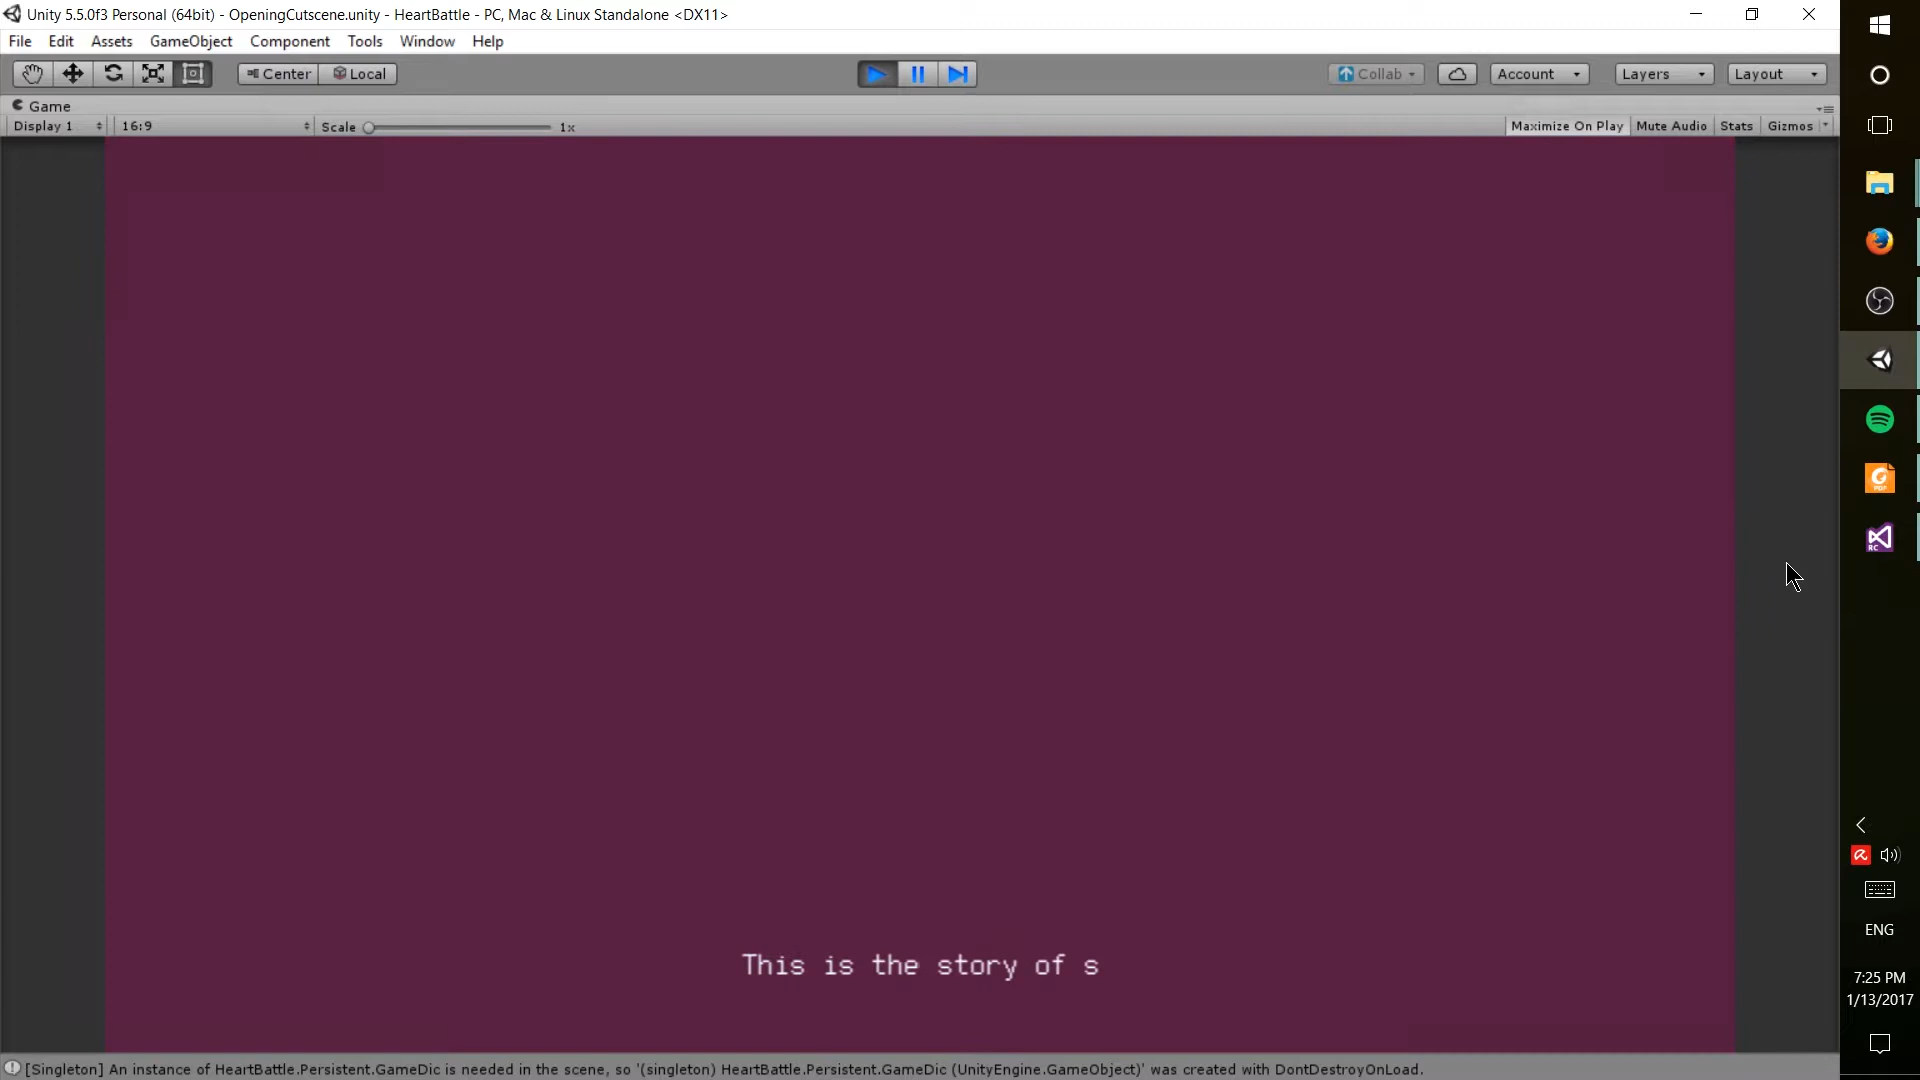 Unity 5.5.0f3 Personal (64bit) - OpeningCutscene.unity - HeartBattle - PC, Mac & Linux Standalone <DX11>
File Edit Assets GameObject Component Tools Window Help
Center Local Collab Account Layers Layout
Game
Display 1 16:9 Scale 1x Maximize On Play Mute Audio Stats Gizmos
PDF
RC
ENG
This is the story of s
7:25 PM
1/13/2017
[Singleton] An instance of HeartBattle.Persistent.GameDic is needed in the scene, so '(singleton) HeartBattle.Persistent.GameDic (UnityEngine.GameObject)' was created with DontDestroyOnLoad.